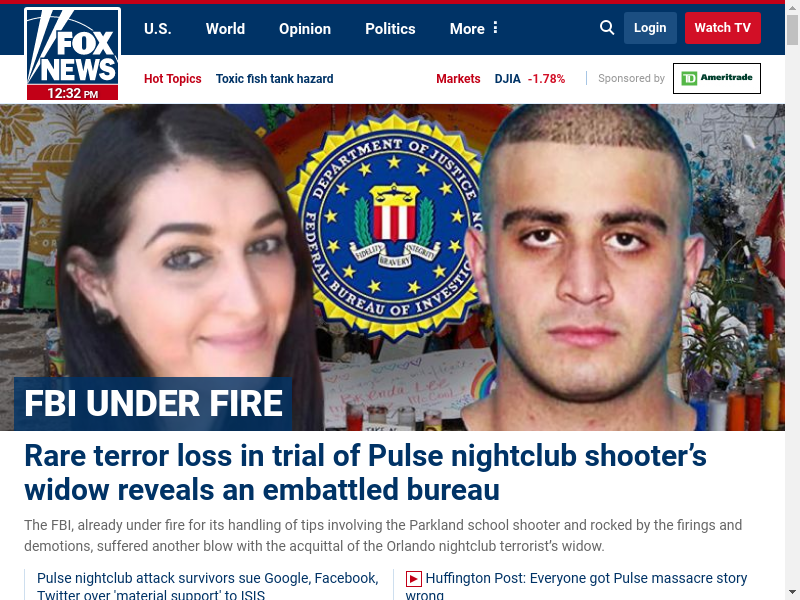 FOX
NEWS
12:32 PM
U.S. World Opinion Politics More Login Watch TV
Hot Topics Toxic fish tank hazard Markets DJIA -1.78% Sponsored by TD Ameritrade
DEPARTMENT OF JUSTICE
FEDERAL BUREAU OF INVESTI
FIDELITY BRAVERY INTEGRITY
Brenda Lee
McCool
FBI UNDER FIRE
Rare terror loss in trial of Pulse nightclub shooter’s
widow reveals an embattled bureau
The FBI, already under fire for its handling of tips involving the Parkland school shooter and rocked by the firings and
demotions, suffered another blow with the acquittal of the Orlando nightclub terrorist’s widow.
Pulse nightclub attack survivors sue Google, Facebook,
Twitter over 'material support' to ISIS
Huffington Post: Everyone got Pulse massacre story
wrong